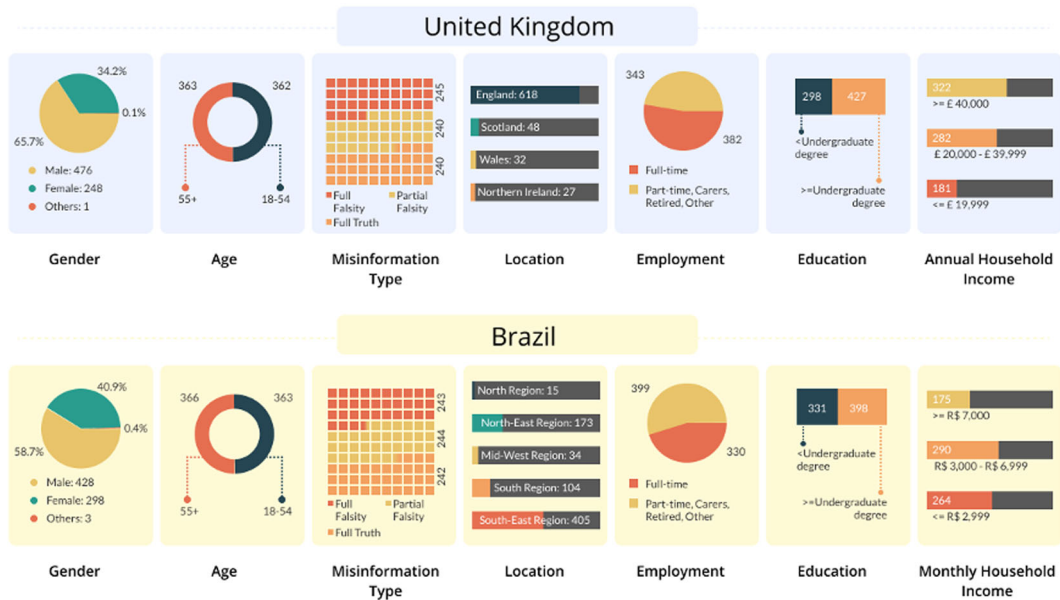 United Kingdom
34.2%
0.1%
65.7%
Male: 476
Female: 248
Others: 1
Gender
363
362
55+
18-54
Age
245
240
240
Full
Falsity
Partial
Falsity
Full Truth
Misinformation
Type
England: 618
Scotland: 48
Wales: 32
Northern Ireland: 27
Location
343
382
Full-time
Part-time, Carers,
Retired, Other
Employment
298
427
<Undergraduate
degree
>=Undergraduate
degree
Education
322
>= £ 40,000
282
£ 20,000 - £ 39,999
181
<= £ 19,999
Annual Household
Income
Brazil
40.9%
0.4%
58.7%
Male: 428
Female: 298
Others: 3
Gender
366
363
55+
18-54
Age
243
244
242
Full
Falsity
Partial
Falsity
Full Truth
Misinformation
Type
North Region: 15
North-East Region: 173
Mid-West Region: 34
South Region: 104
South-East Region: 405
Location
399
330
Full-time
Part-time, Carers,
Retired, Other
Employment
331
398
<Undergraduate
degree
>=Undergraduate
degree
Education
175
>= R$ 7,000
290
R$ 3,000 - R$ 6,999
264
<= R$ 2,999
Monthly Household
Income